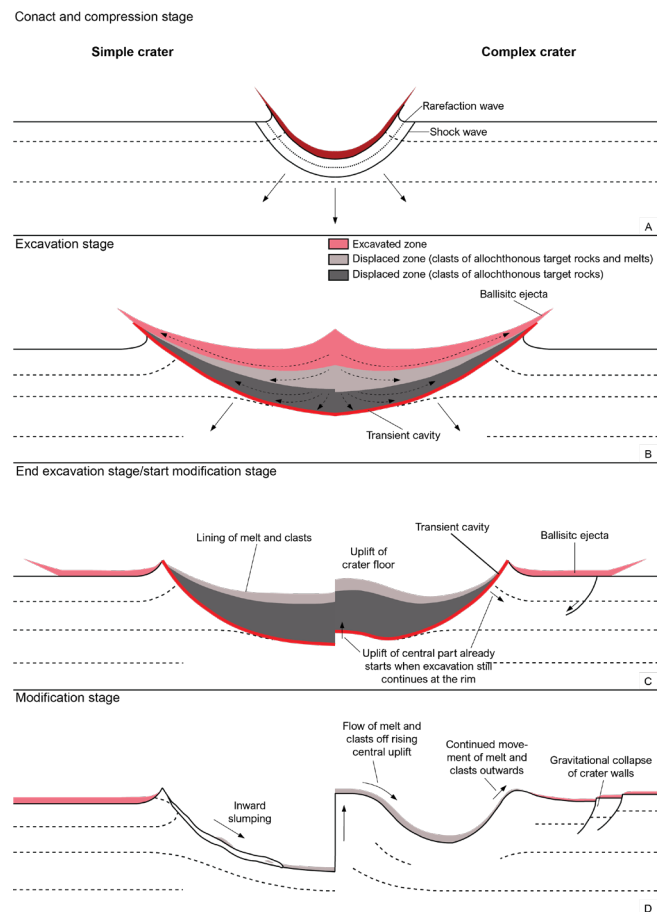 Conact and compression stage
Simple crater
Complex crater
Rarefaction wave
Shock wave
A
Excavation stage
Excavated zone
Displaced zone (clasts of allochthonous target rocks and melts)
Displaced zone (clasts of allochthonous target rocks)
Ballisitc ejecta
Transient cavity
B
End excavation stage/start modification stage
Lining of melt and clasts
Uplift of
crater floor
Transient cavity
Ballisitc ejecta
Uplift of central part already
starts when excavation still
continues at the rim
C
Modification stage
Flow of melt and
clasts off rising
central uplift
Continued move-
ment of melt and
clasts outwards
Gravitational collapse
of crater walls
Inward
slumping
D